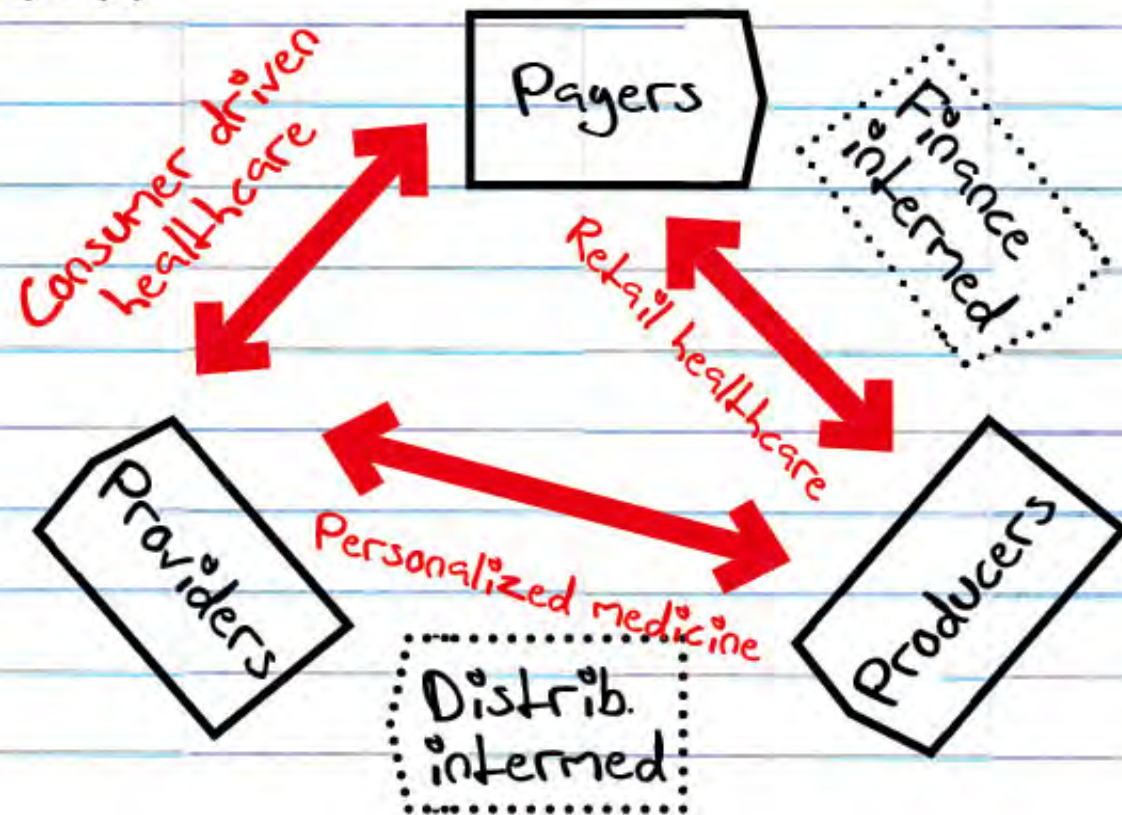 Payers
Finance
intermed
Consumer driven
healthcare
Retail healthcare
Providers
Personalized medicine
Producers
Distrib.
intermed